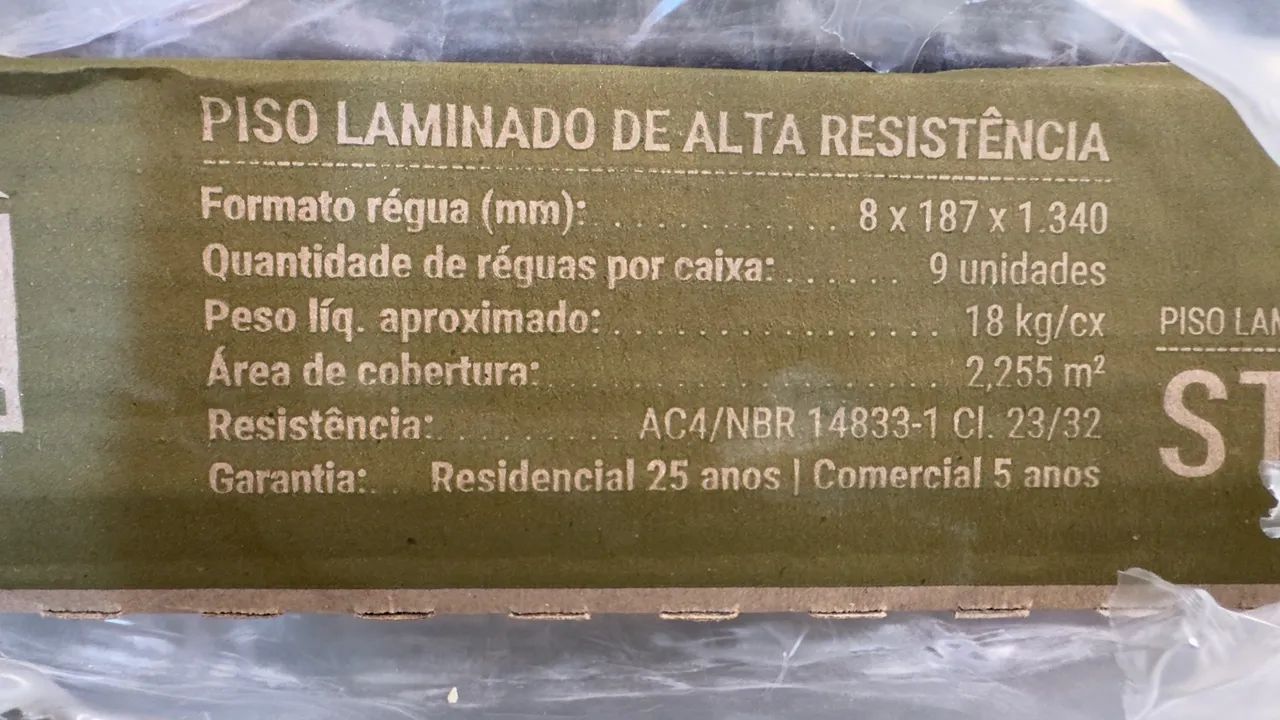 PISO LAMINADO DE ALTA RESISTÊNCIA
Formato régua (mm): . . . . . . . . . . . . . 8 x 187 x 1.340
Quantidade de réguas por caixa: . . . . . . 9 unidades
Peso líq. aproximado: . . . . . . . . . . . . . . . . . . 18 kg/cx
Área de cobertura: . . . . . . . . . . . . . . . . . . . . . 2,255 m²
Resistência: . . . . . . . . . . AC4/NBR 14833-1 Cl. 23/32
Garantia: . . Residencial 25 anos | Comercial 5 anos
PISO